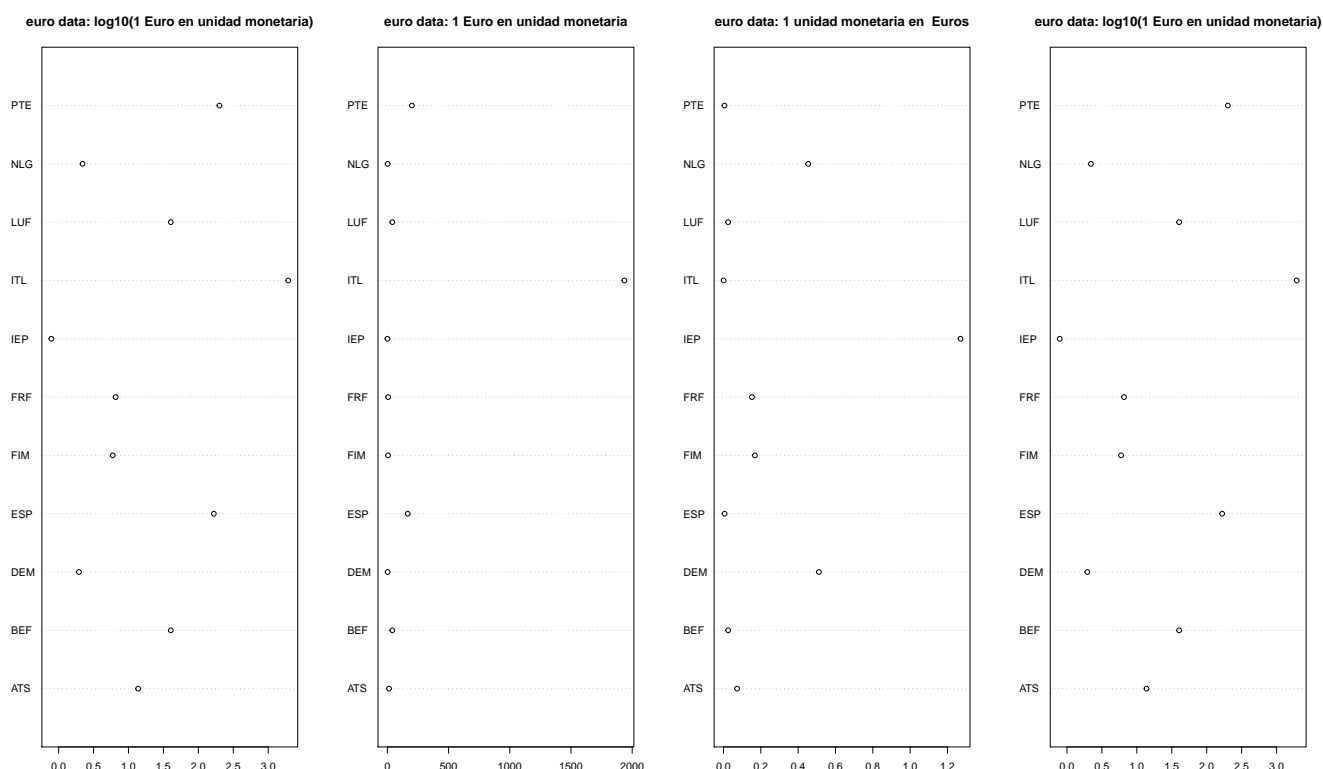 euro data: log10(1 Euro en unidad monetaria)
PTE
NLG
LUF
ITL
IEP
FRF
FIM
ESP
DEM
BEF
ATS
0.0 0.5 1.0 1.5 2.0 2.5 3.0
euro data: 1 Euro en unidad monetaria
PTE
NLG
LUF
ITL
IEP
FRF
FIM
ESP
DEM
BEF
ATS
0 500 1000 1500 2000
euro data: 1 unidad monetaria en  Euros
PTE
NLG
LUF
ITL
IEP
FRF
FIM
ESP
DEM
BEF
ATS
0.0 0.2 0.4 0.6 0.8 1.0 1.2
euro data: log10(1 Euro en unidad monetaria)
PTE
NLG
LUF
ITL
IEP
FRF
FIM
ESP
DEM
BEF
ATS
0.0 0.5 1.0 1.5 2.0 2.5 3.0